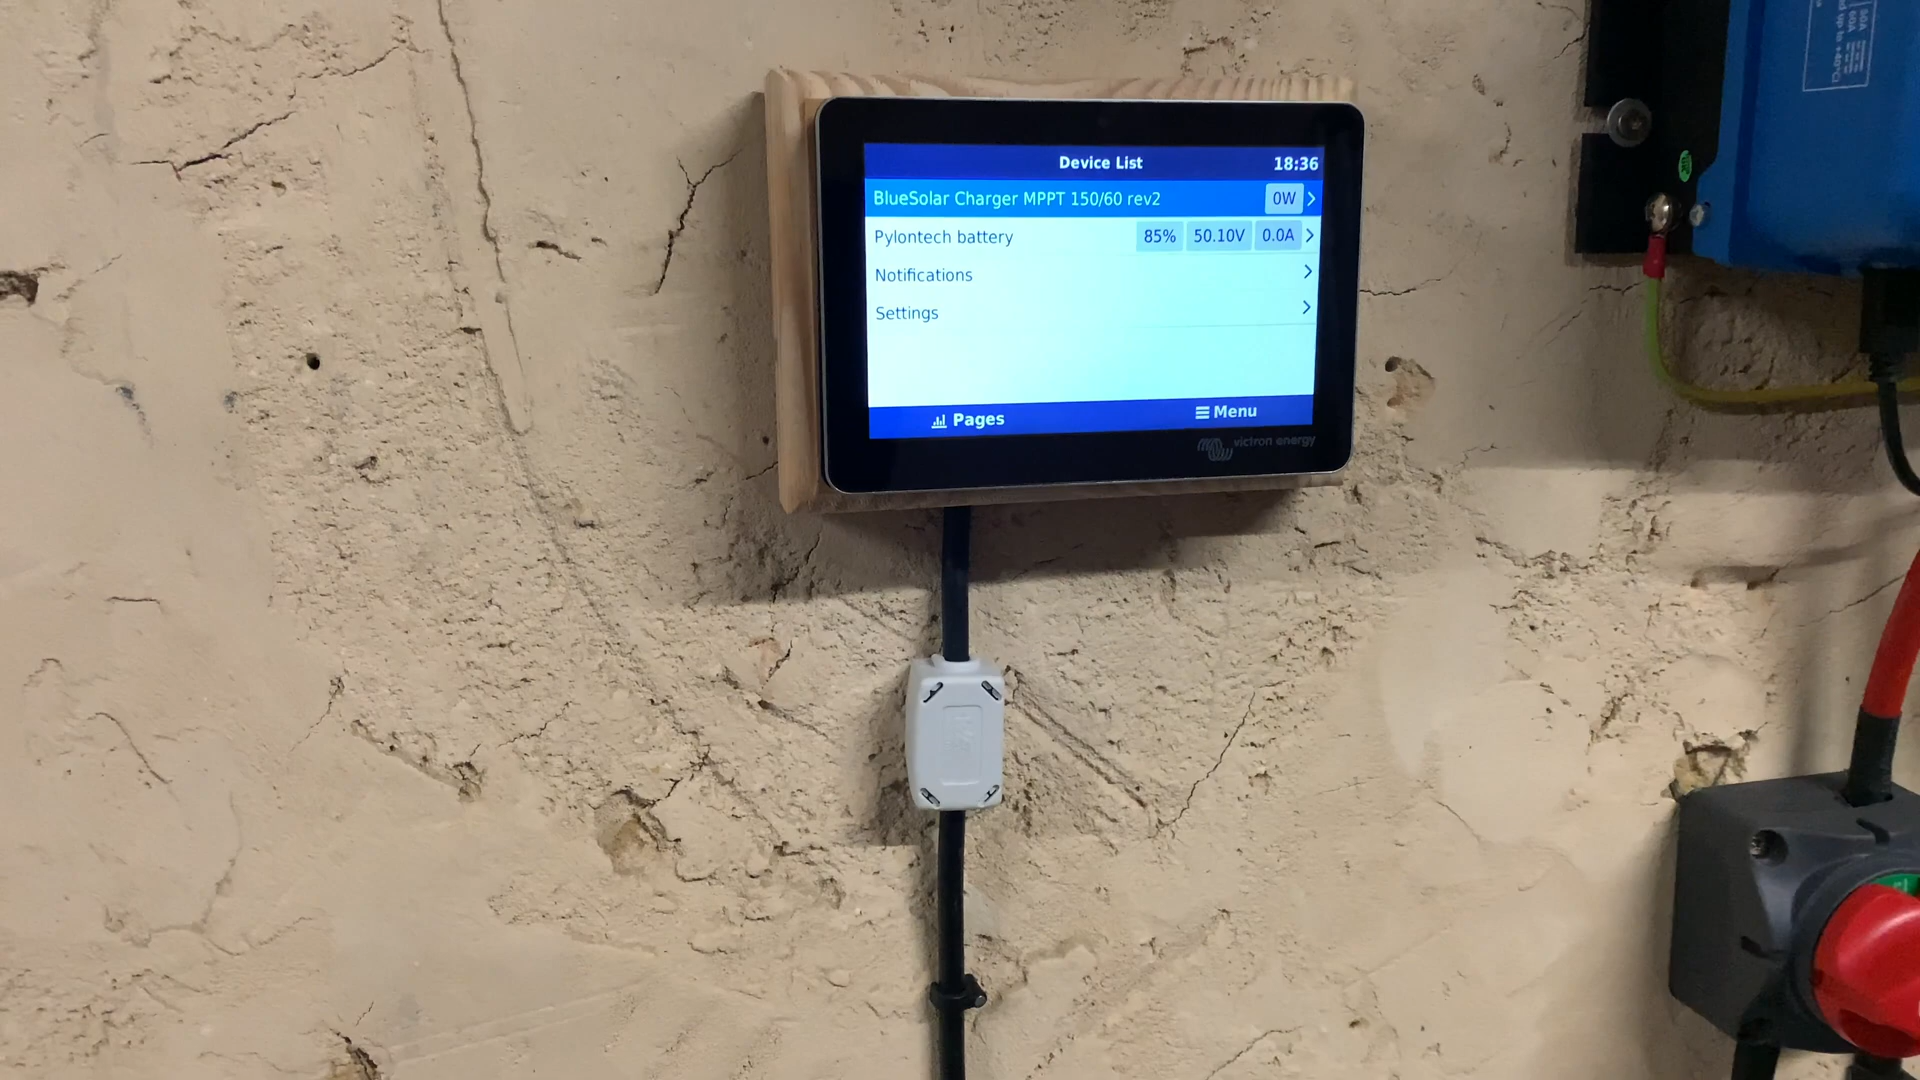 Device List 18:36
BlueSolar Charger MPPT 150/60 rev2 0W
Pylontech battery 85% 50.10V 0.0A
Notifications
Settings
Pages Menu
victron energy